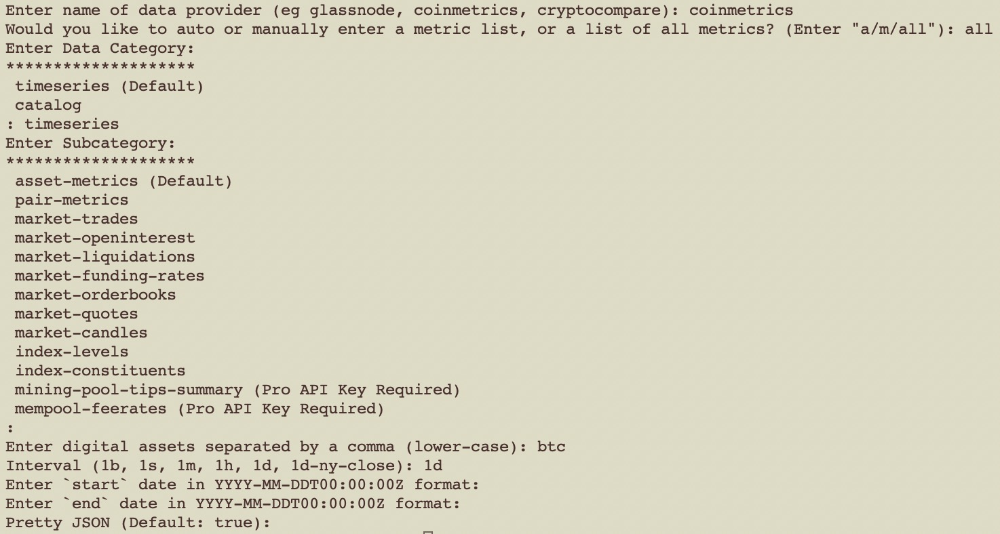 Enter name of data provider (eg glassnode, coinmetrics, cryptocompare): coinmetrics
Would you like to auto or manually enter a metric list, or a list of all metrics? (Enter "a/m/all"): all
Enter Data Category:
********************
 timeseries (Default)
 catalog
: timeseries
Enter Subcategory:
********************
 asset-metrics (Default)
 pair-metrics
 market-trades
 market-openinterest
 market-liquidations
 market-funding-rates
 market-orderbooks
 market-quotes
 market-candles
 index-levels
 index-constituents
 mining-pool-tips-summary (Pro API Key Required)
 mempool-feerates (Pro API Key Required)
:
Enter digital assets separated by a comma (lower-case): btc
Interval (1b, 1s, 1m, 1h, 1d, 1d-ny-close): 1d
Enter `start` date in YYYY-MM-DDT00:00:00Z format:
Enter `end` date in YYYY-MM-DDT00:00:00Z format:
Pretty JSON (Default: true):